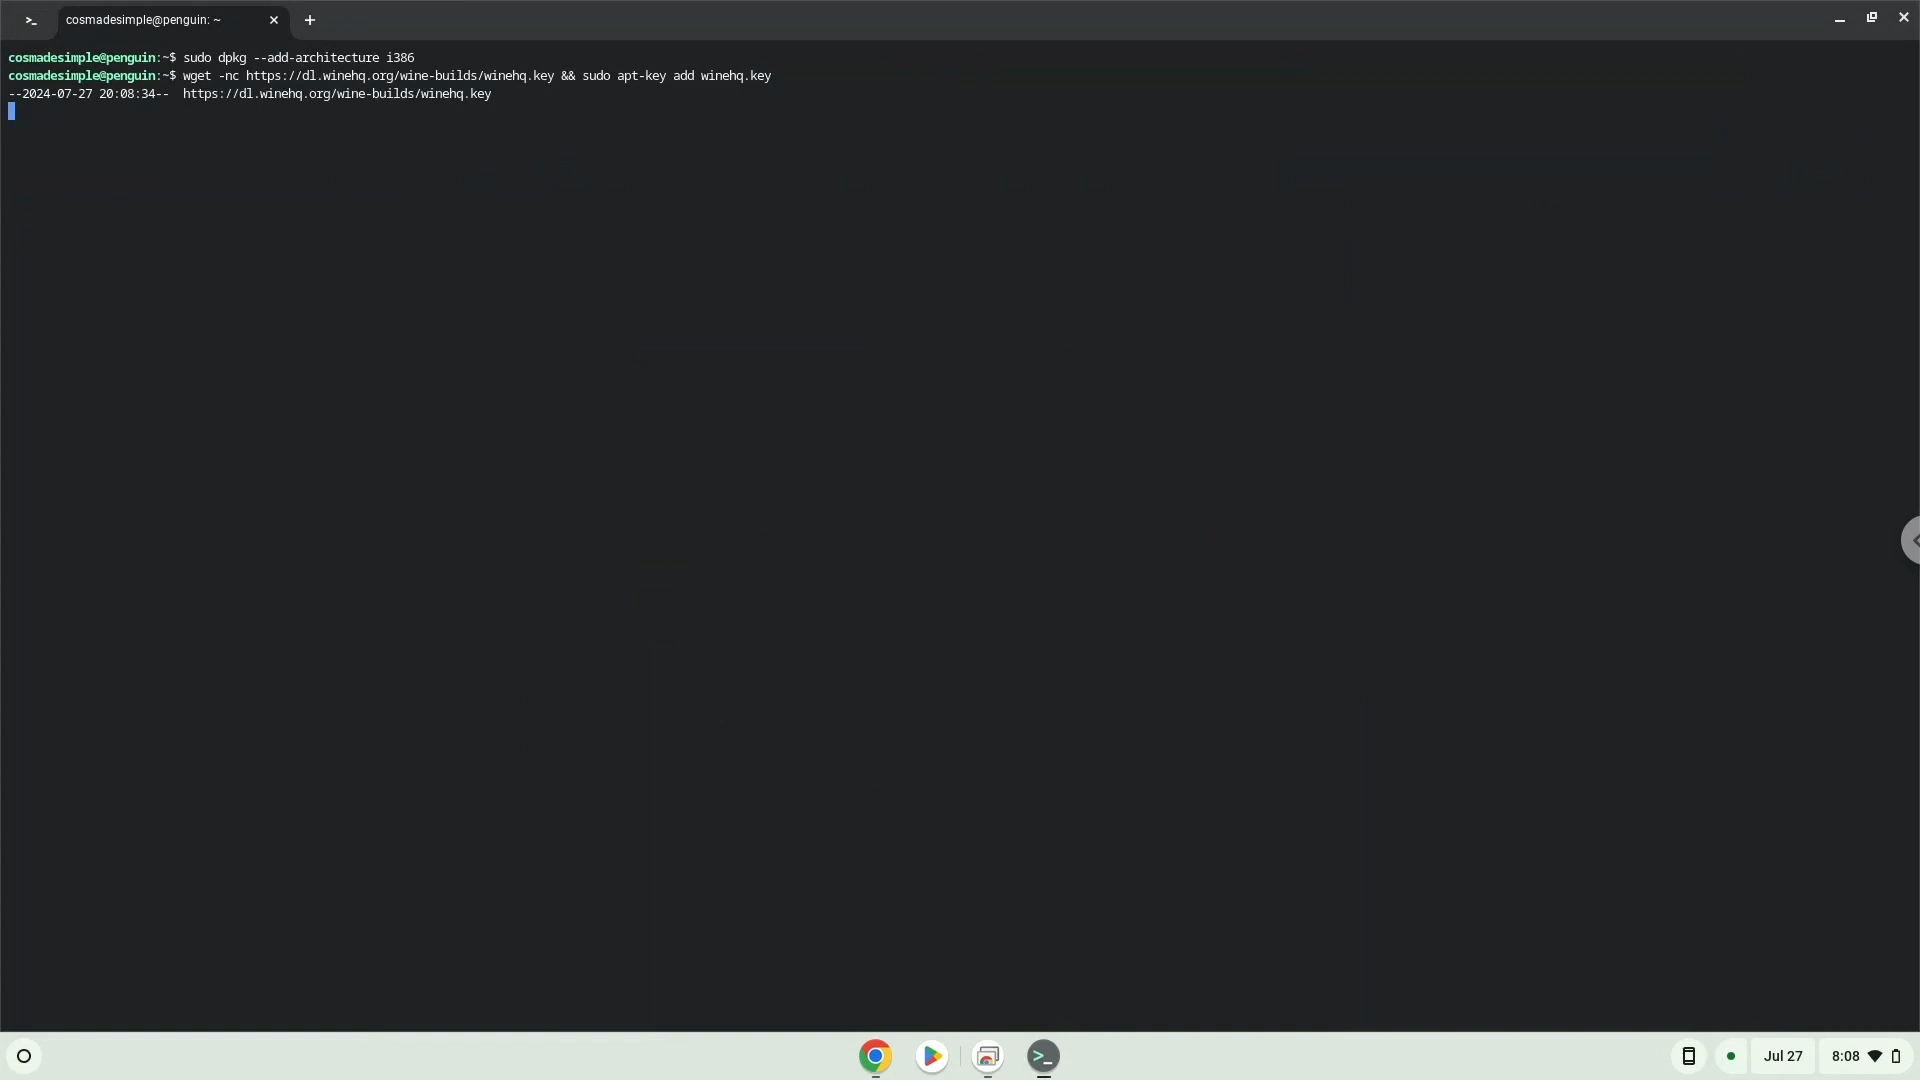 cosmadesimple@penguin: ~
cosmadesimple@penguin:~$ sudo dpkg --add-architecture i386
cosmadesimple@penguin:~$ wget -nc https://dl.winehq.org/wine-builds/winehq.key && sudo apt-key add winehq.key
--2024-07-27 20:08:34--  https://dl.winehq.org/wine-builds/winehq.key
Jul 27
8:08